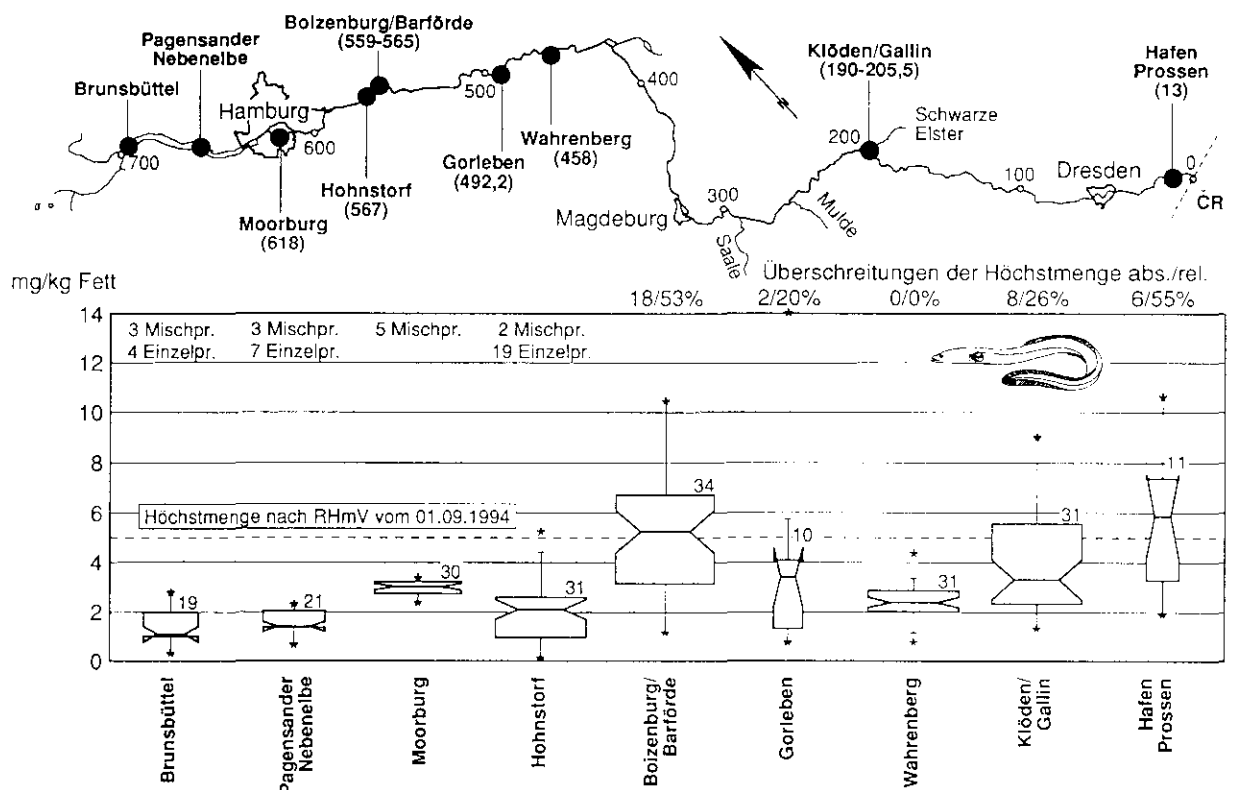 Brunsbüttel
Pagensander
Nebenelbe
Boizenburg/Barförde
(559-565)
Hamburg
700
600
Moorburg
(618)
Hohnstorf
(567)
500
Gorleben
(492,2)
Wahrenberg
(458)
400
N
Magdeburg
300
Saale
Mulde
Klöden/Gallin
(190-205,5)
200
Schwarze
Elster
100
Dresden
Hafen
Prossen
(13)
0
ČR
mg/kg Fett
Überschreitungen der Höchstmenge abs./rel.
18/53% 2/20% 0/0% 8/26% 6/55%
14
12
10
8
6
4
2
0
3 Mischpr. 3 Mischpr. 5 Mischpr. 2 Mischpr.
4 Einzelpr. 7 Einzelpr. 19 Einzelpr.
Höchstmenge nach RHmV vom 01.09.1994
19 21 30 31 34 10 31 31 11
Brunsbüttel
Pagensander
Nebenelbe
Moorburg
Hohnstorf
Boizenburg/
Barförde
Gorleben
Wahrenberg
Klöden/
Gallin
Hafen
Prossen